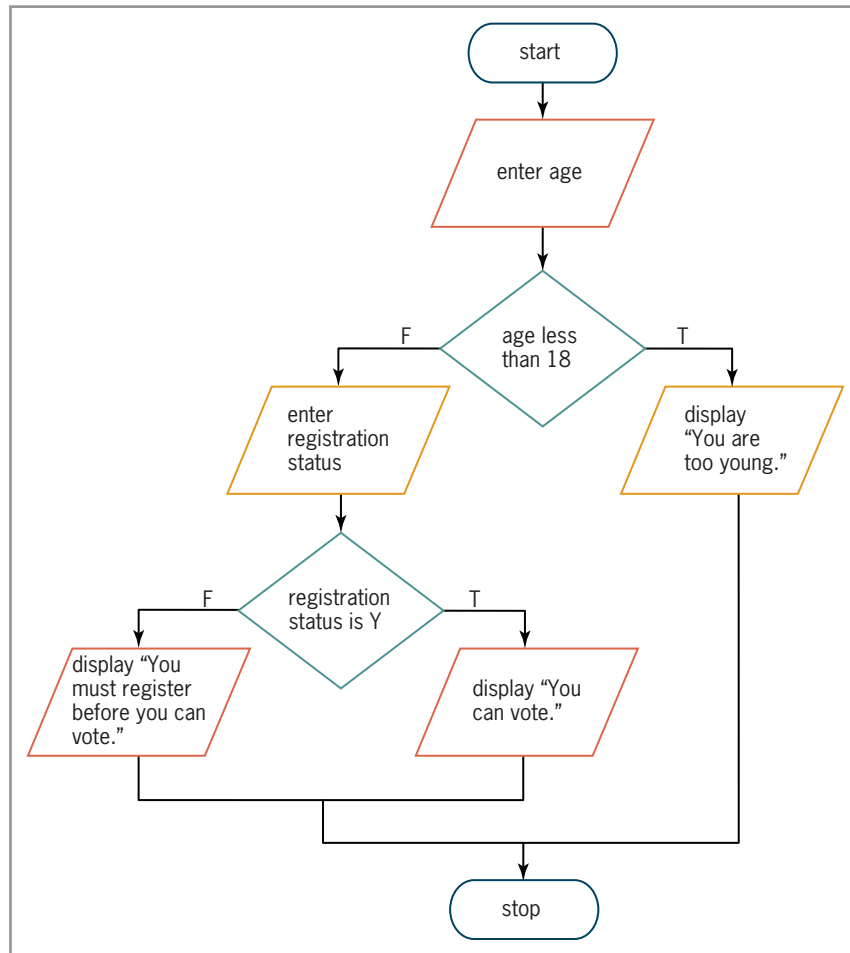 start
enter age
age less
than 18
F
T
enter
registration
status
display
“You are
too young.”
registration
status is Y
F
T
display “You
must register
before you can
vote.”
display “You
can vote.”
stop